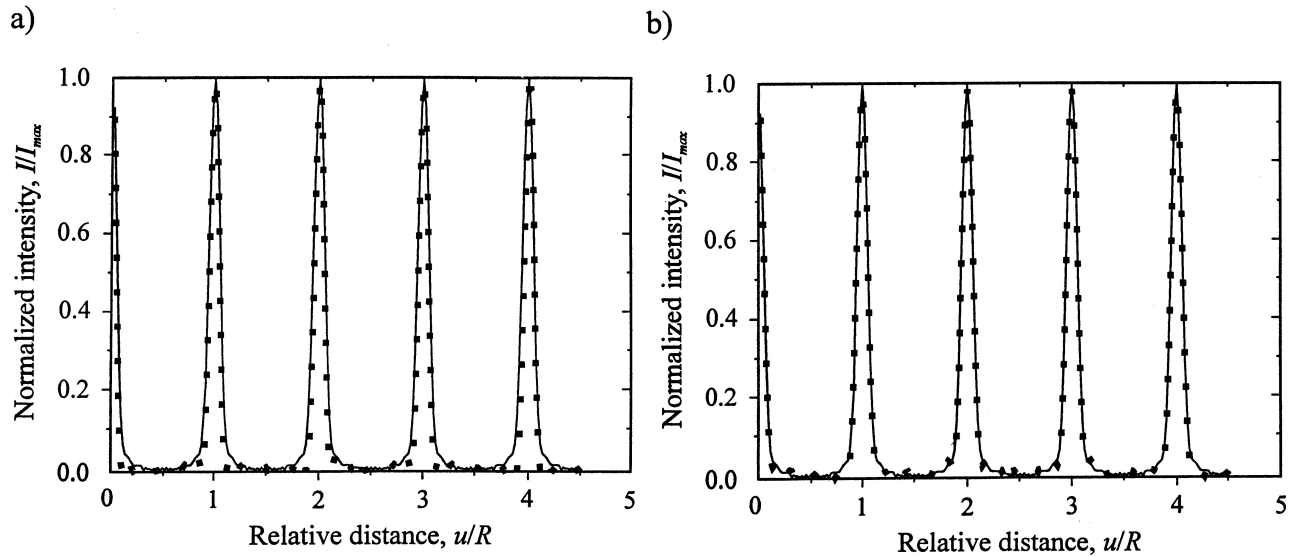 a)
Normalized intensity, I/Imax
1.0
0.8
0.6
0.4
0.2
0.0
0 1 2 3 4 5
Relative distance, u/R
b)
Normalized intensity, I/Imax
1.0
0.8
0.6
0.4
0.2
0.0
0 1 2 3 4 5
Relative distance, u/R